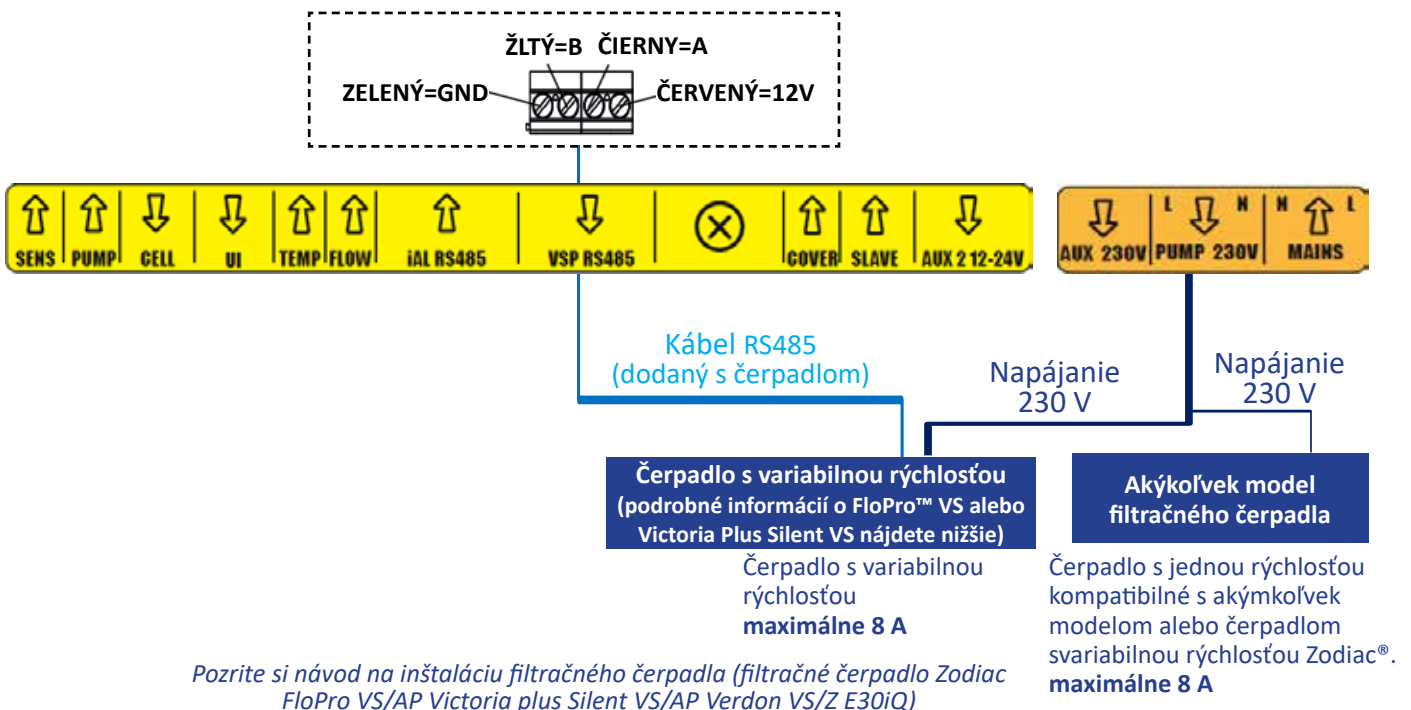 ŽLTÝ=B ČIERNY=A
ZELENÝ=GND ČERVENÝ=12V
SENS PUMP CELL UI TEMP FLOW iAL RS485 VSP RS485 COVER SLAVE AUX 2 12-24V
L N N L
AUX 230V PUMP 230V MAINS
Kábel RS485
(dodaný s čerpadlom)
Napájanie
230 V
Napájanie
230 V
Čerpadlo s variabilnou rýchlosťou
(podrobné informácií o FloPro™ VS alebo
Victoria Plus Silent VS nájdete nižšie)
Akýkoľvek model
filtračného čerpadla
Čerpadlo s variabilnou
rýchlosťou
maximálne 8 A
Čerpadlo s jednou rýchlosťou
kompatibilné s akýmkoľvek
modelom alebo čerpadlom
svariabilnou rýchlosťou Zodiac®.
maximálne 8 A
Pozrite si návod na inštaláciu filtračného čerpadla (filtračné čerpadlo Zodiac
FloPro VS/AP Victoria plus Silent VS/AP Verdon VS/Z E30iQ)